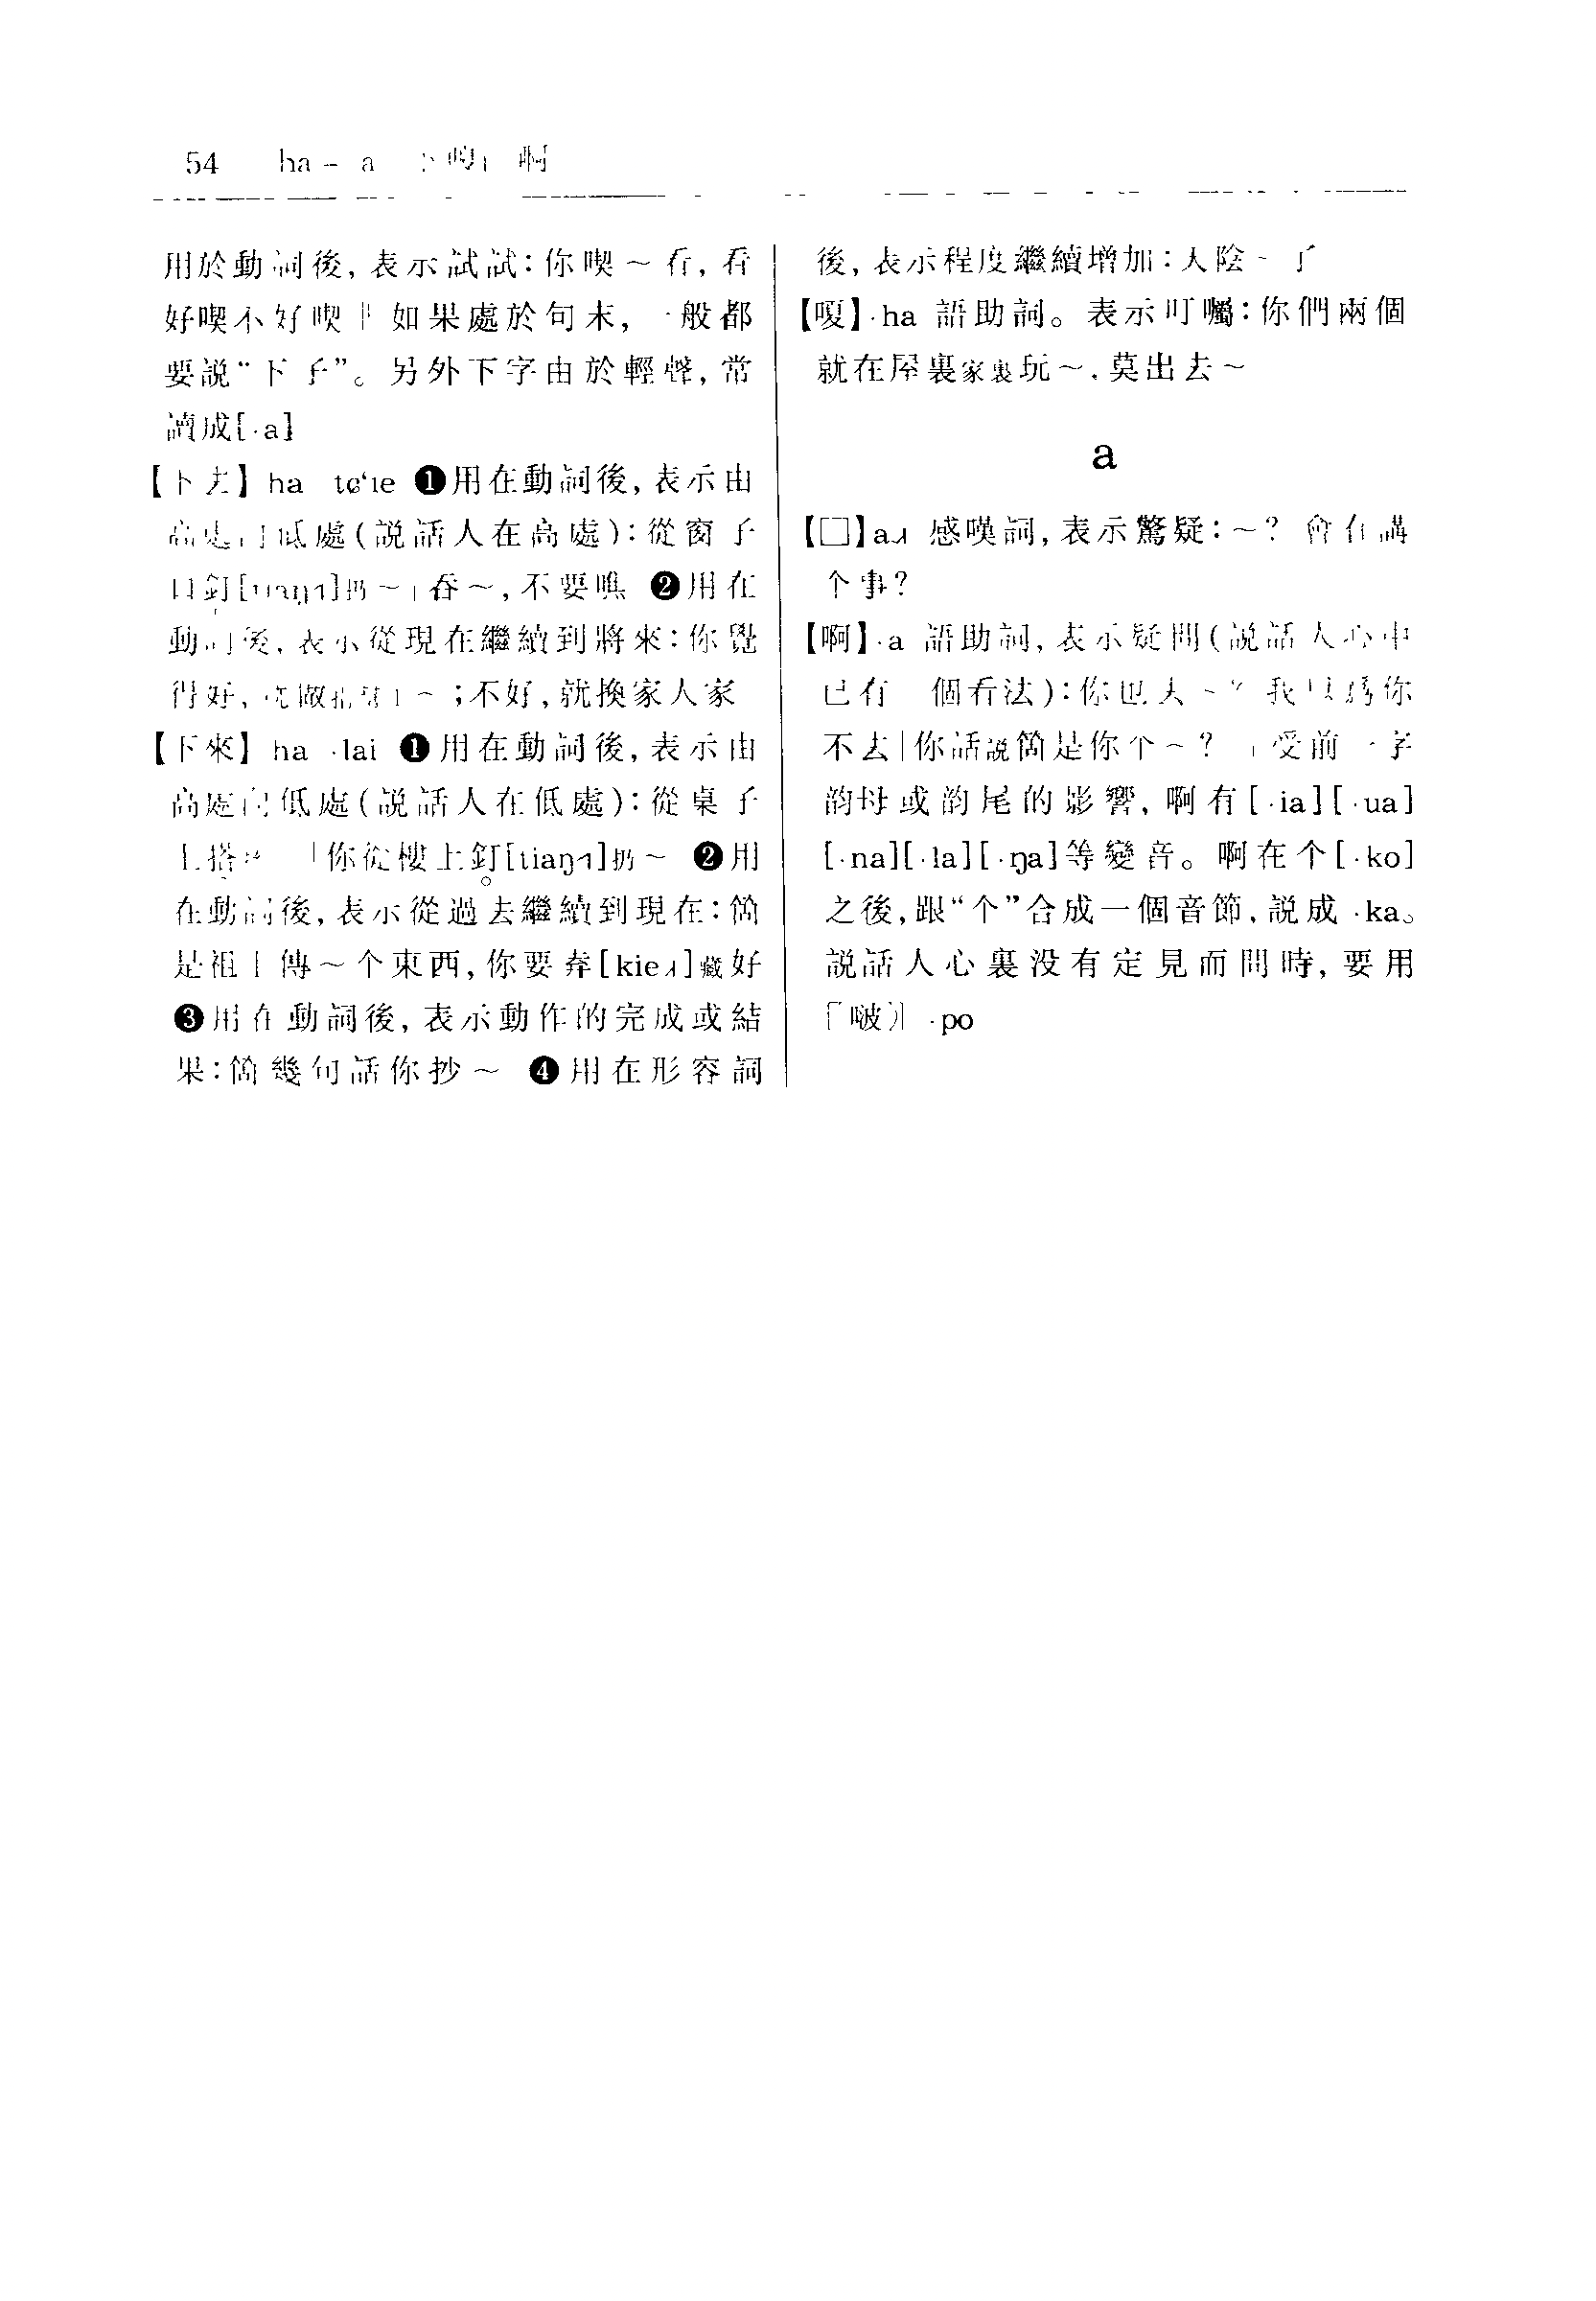 54 ha - a 下 嗄 啊
用於動詞後，表示試試：你喫～看，看
好喫不好喫 ‖ 如果處於句末，一般都
要説“下子”。另外下字由於輕聲，常
讀成[·a]
【下去】ha tɕ‘ie ❶用在動詞後，表示由
高處向低處（説話人在高處）：從窗子
口釘[tiaŋ˧]扔～｜吞～，不要嚼 ❷用在
動詞後，表示從現在繼續到將來：你覺
得好，～；不好，就換家人家
【下來】ha ·lai ❶用在動詞後，表示由
高處向低處（説話人在低處）：從桌子
上搭～｜你從樓上釘[tiaŋ˧]扔～ ❷用
在動詞後，表示從過去繼續到現在：箇
是祖上傳～个東西，你要弆[kie˩]藏好
❸用在動詞後，表示動作的完成或結
果：箇幾句話你抄～ ❹用在形容詞
後，表示程度繼續增加：天陰～了
【嗄】·ha 語助詞。表示叮囑：你們兩個
就在屋裏家裏玩～，莫出去～
a
【□】a˩ 感嘆詞，表示驚疑：～？會有講
个事？
【啊】·a 語助詞，表示疑問（説話人心中
已有一個看法）：你也去～？我以爲你
不去｜你話説箇是你个～？‖受前一字
韵母或韵尾的影響，啊有[·ia][·ua]
[·na][·la][·ŋa]等變音。啊在个[·ko]
之後，跟“个”合成一個音節，説成 ·ka。
説話人心裏没有定見而問時，要用
「啵」·po